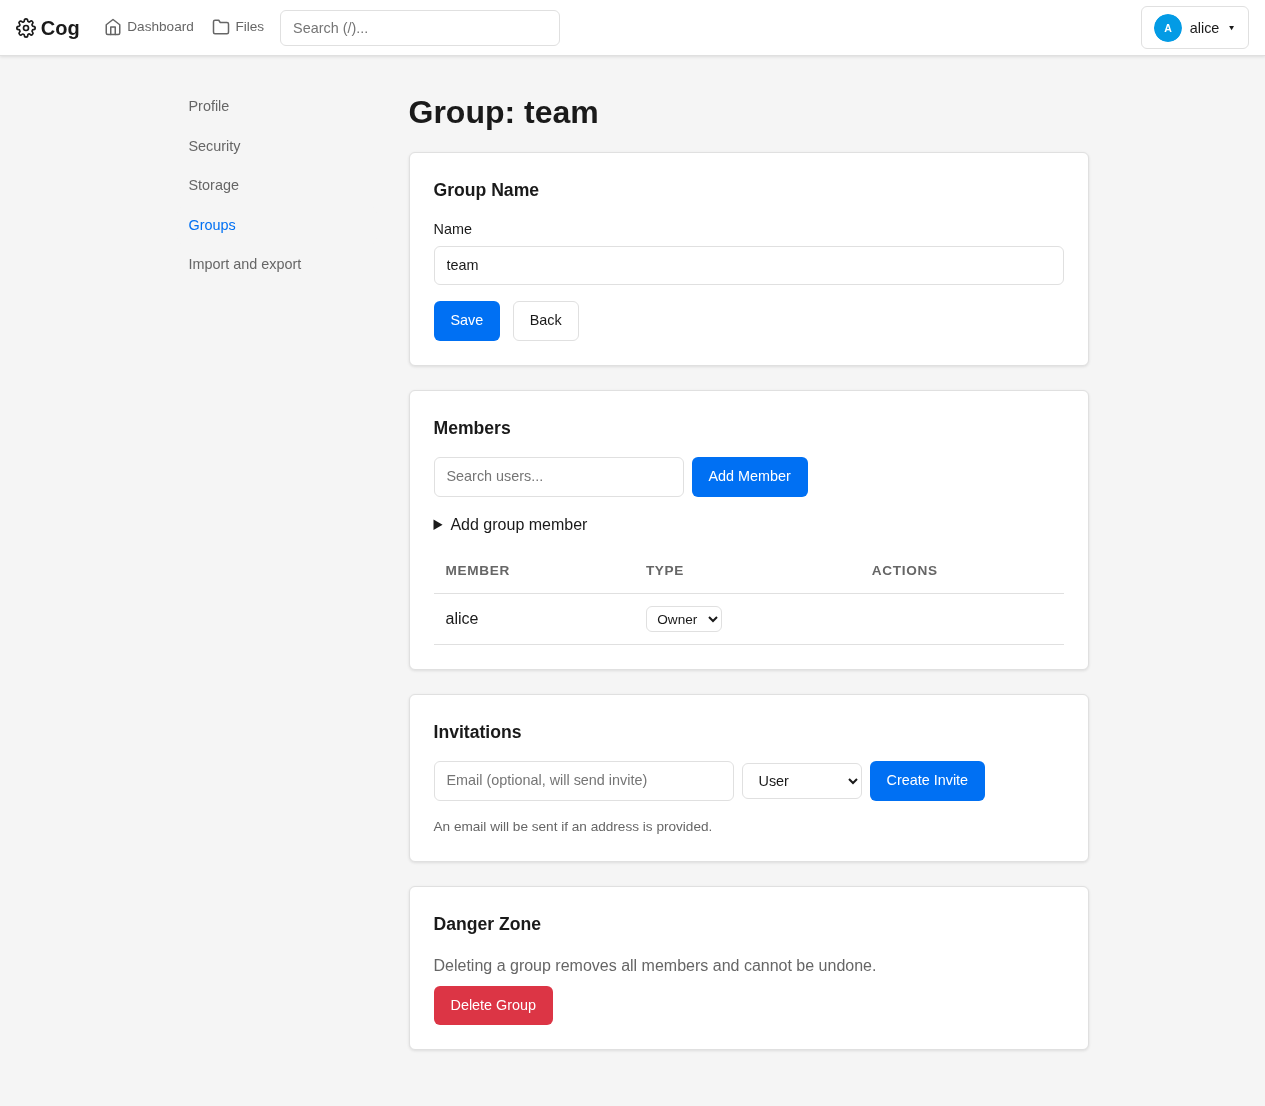 Cog
Dashboard
Files
Search (/)...
A
alice
Profile
Security
Storage
Groups
Import and export
Group: team
Group Name
Name
team
Save
Back
Members
Search users...
Add Member
Add group member
MEMBER TYPE ACTIONS
alice Owner
Invitations
Email (optional, will send invite)
User
Create Invite
An email will be sent if an address is provided.
Danger Zone
Deleting a group removes all members and cannot be undone.
Delete Group